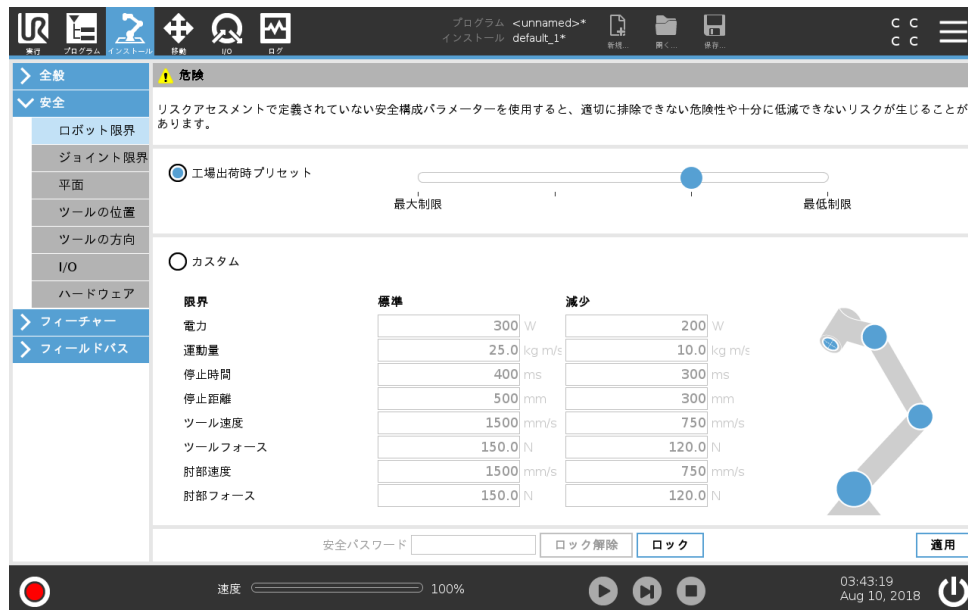 UR
プログラム <unnamed>*
インストール default_1*
実行 プログラム インストール 移動 I/O ログ 新規... 開く... 保存...
C C
C C
全般
安全
ロボット限界
ジョイント限界
平面
ツールの位置
ツールの方向
I/O
ハードウェア
フィーチャー
フィールドバス
危険
リスクアセスメントで定義されていない安全構成パラメーターを使用すると、適切に排除できない危険性や十分に低減できないリスクが生じることが
あります。
工場出荷時プリセット
最大制限 最低制限
カスタム
限界 標準 減少
電力 300 W 200 W
運動量 25.0 kg m/s 10.0 kg m/s
停止時間 400 ms 300 ms
停止距離 500 mm 300 mm
ツール速度 1500 mm/s 750 mm/s
ツールフォース 150.0 N 120.0 N
肘部速度 1500 mm/s 750 mm/s
肘部フォース 150.0 N 120.0 N
安全パスワード ロック解除 ロック 適用
速度 100%
03:43:19
Aug 10, 2018